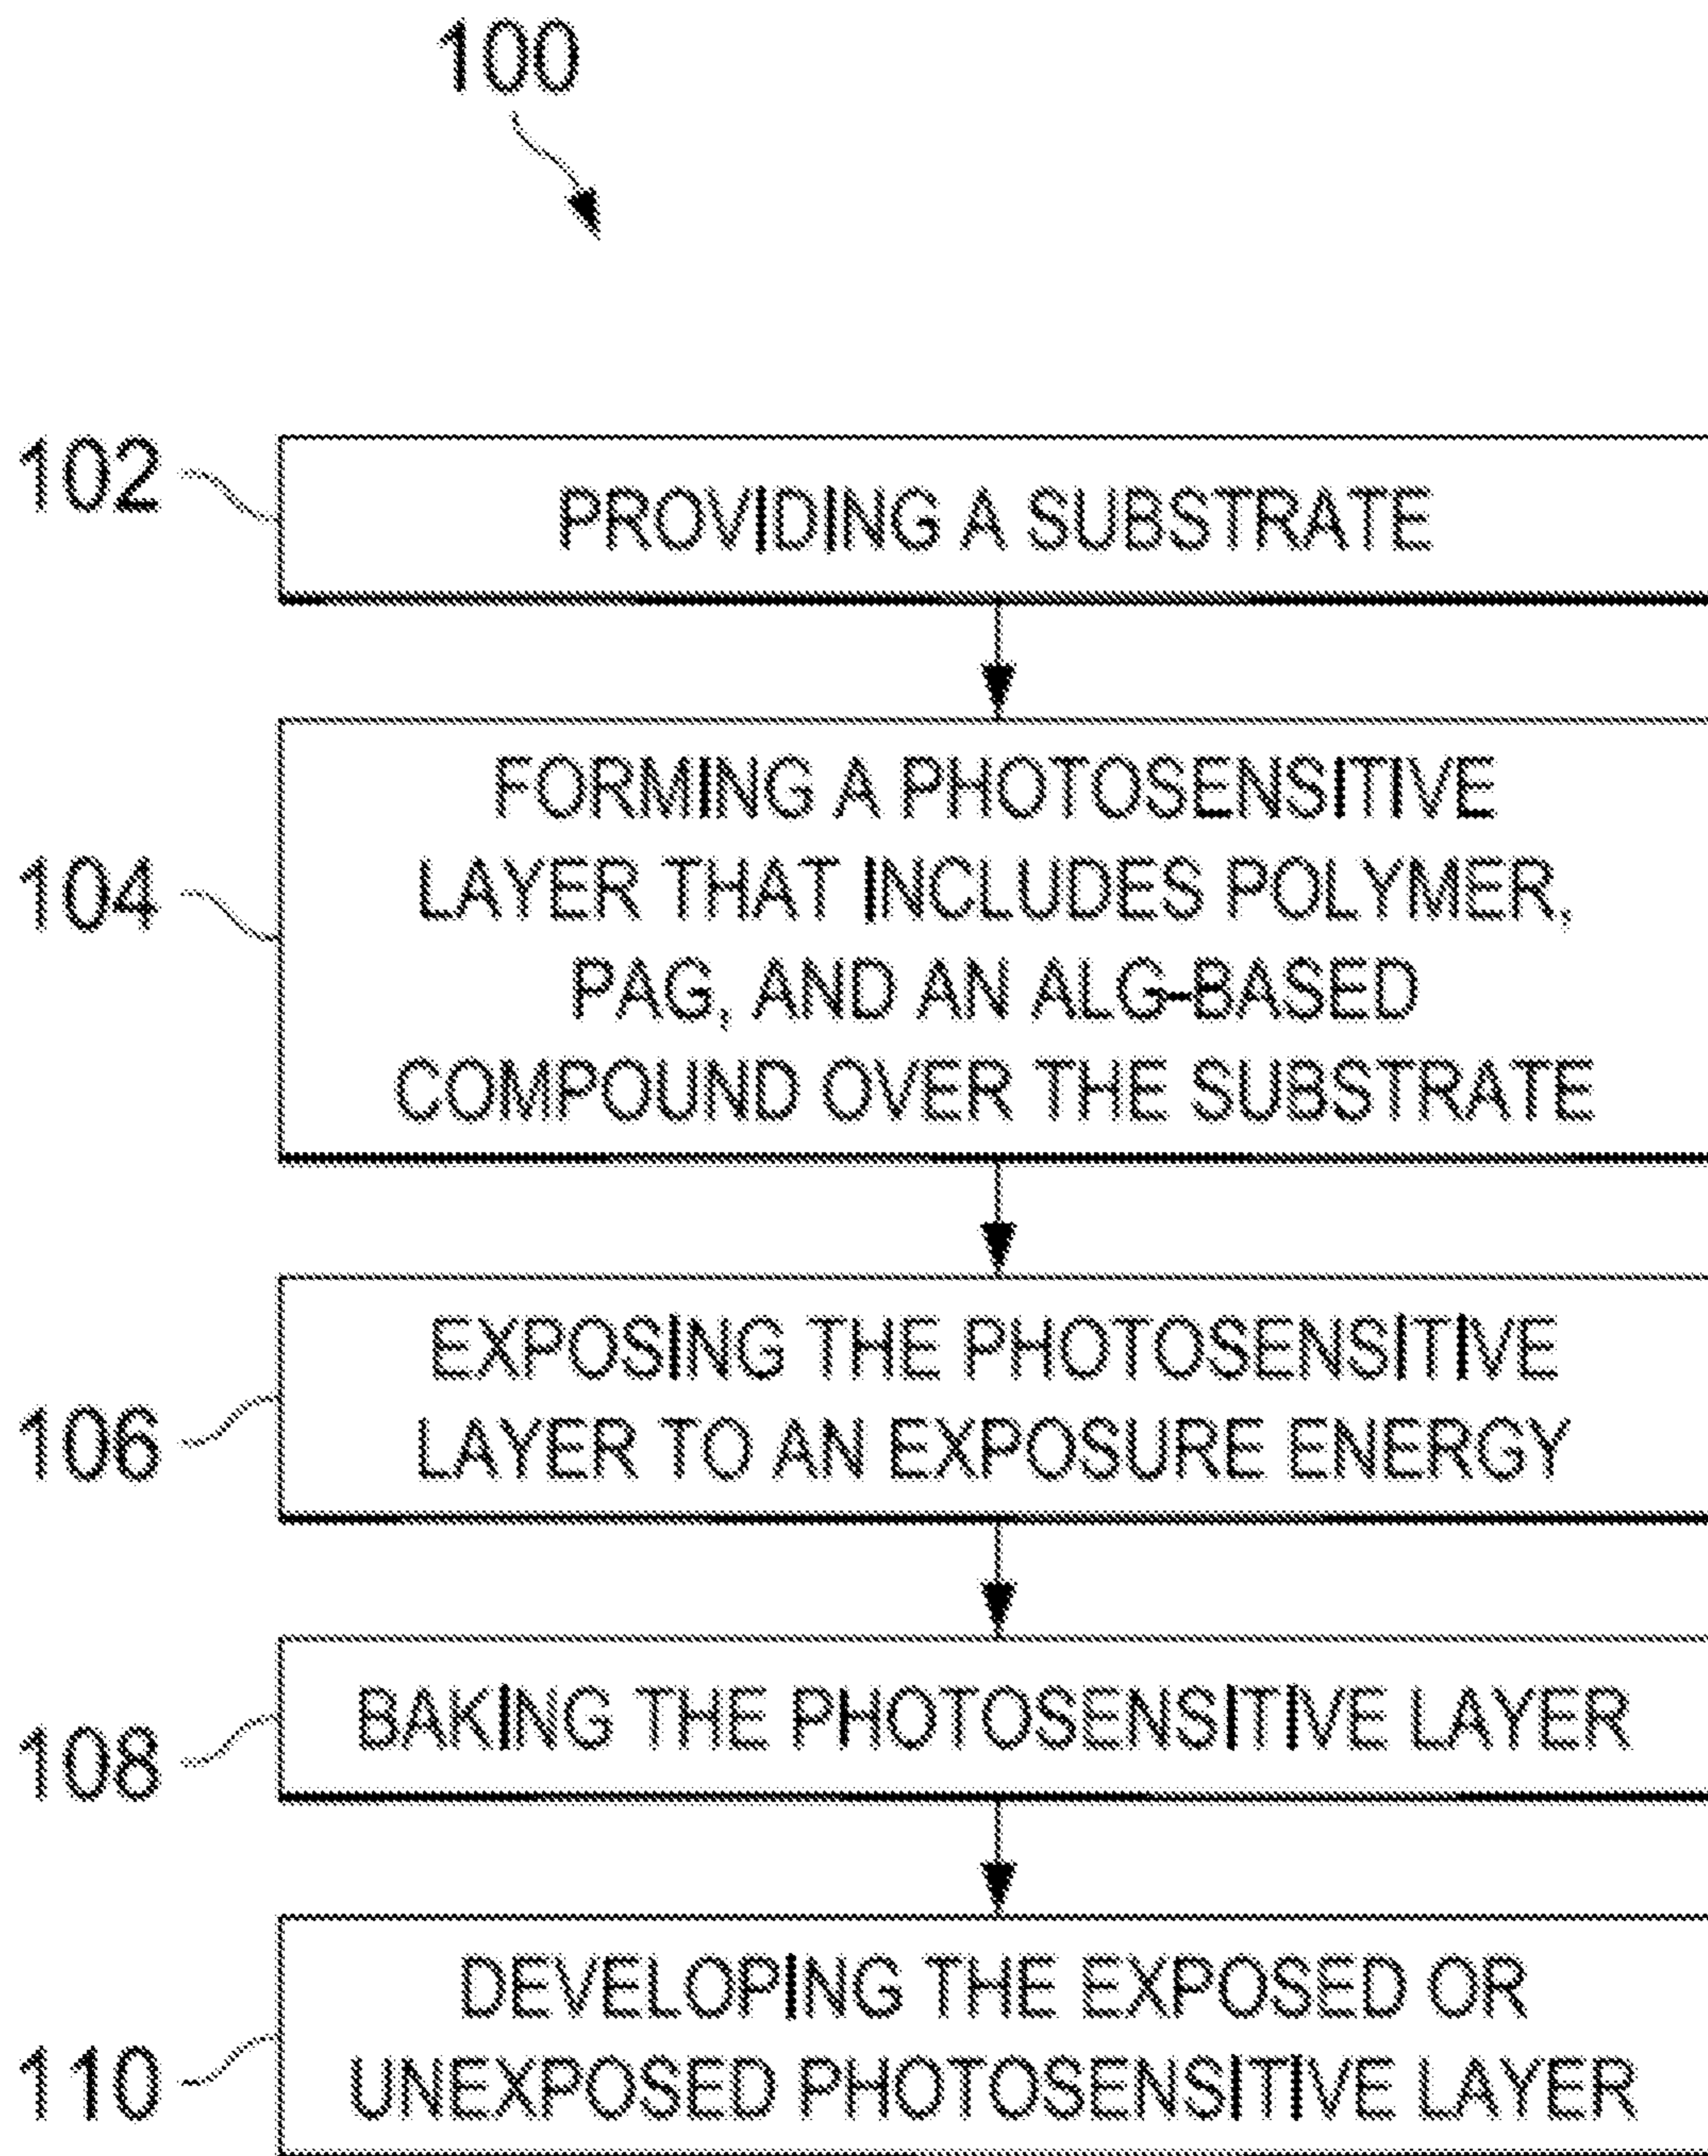 100
102
PROVIDING A SUBSTRATE
104
FORMING A PHOTOSENSITIVE
LAYER THAT INCLUDES POLYMER,
PAG, AND AN ALG-BASED
COMPOUND OVER THE SUBSTRATE
106
EXPOSING THE PHOTOSENSITIVE
LAYER TO AN EXPOSURE ENERGY
108
BAKING THE PHOTOSENSITIVE LAYER
110
DEVELOPING THE EXPOSED OR
UNEXPOSED PHOTOSENSITIVE LAYER